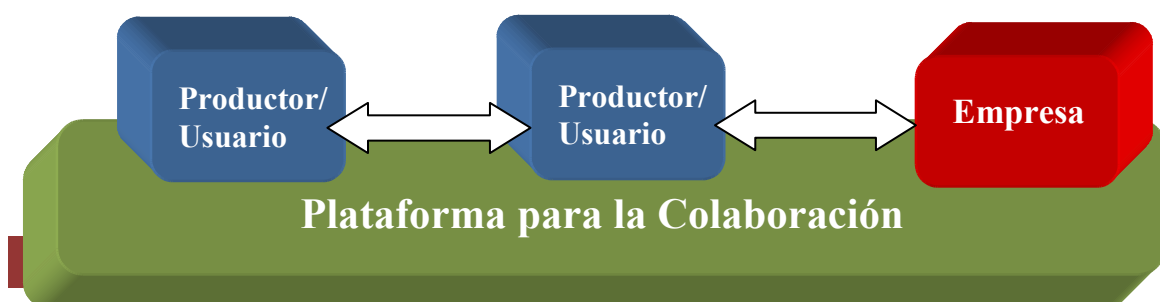 Productor/
Usuario
Productor/
Usuario
Empresa
Plataforma para la Colaboración